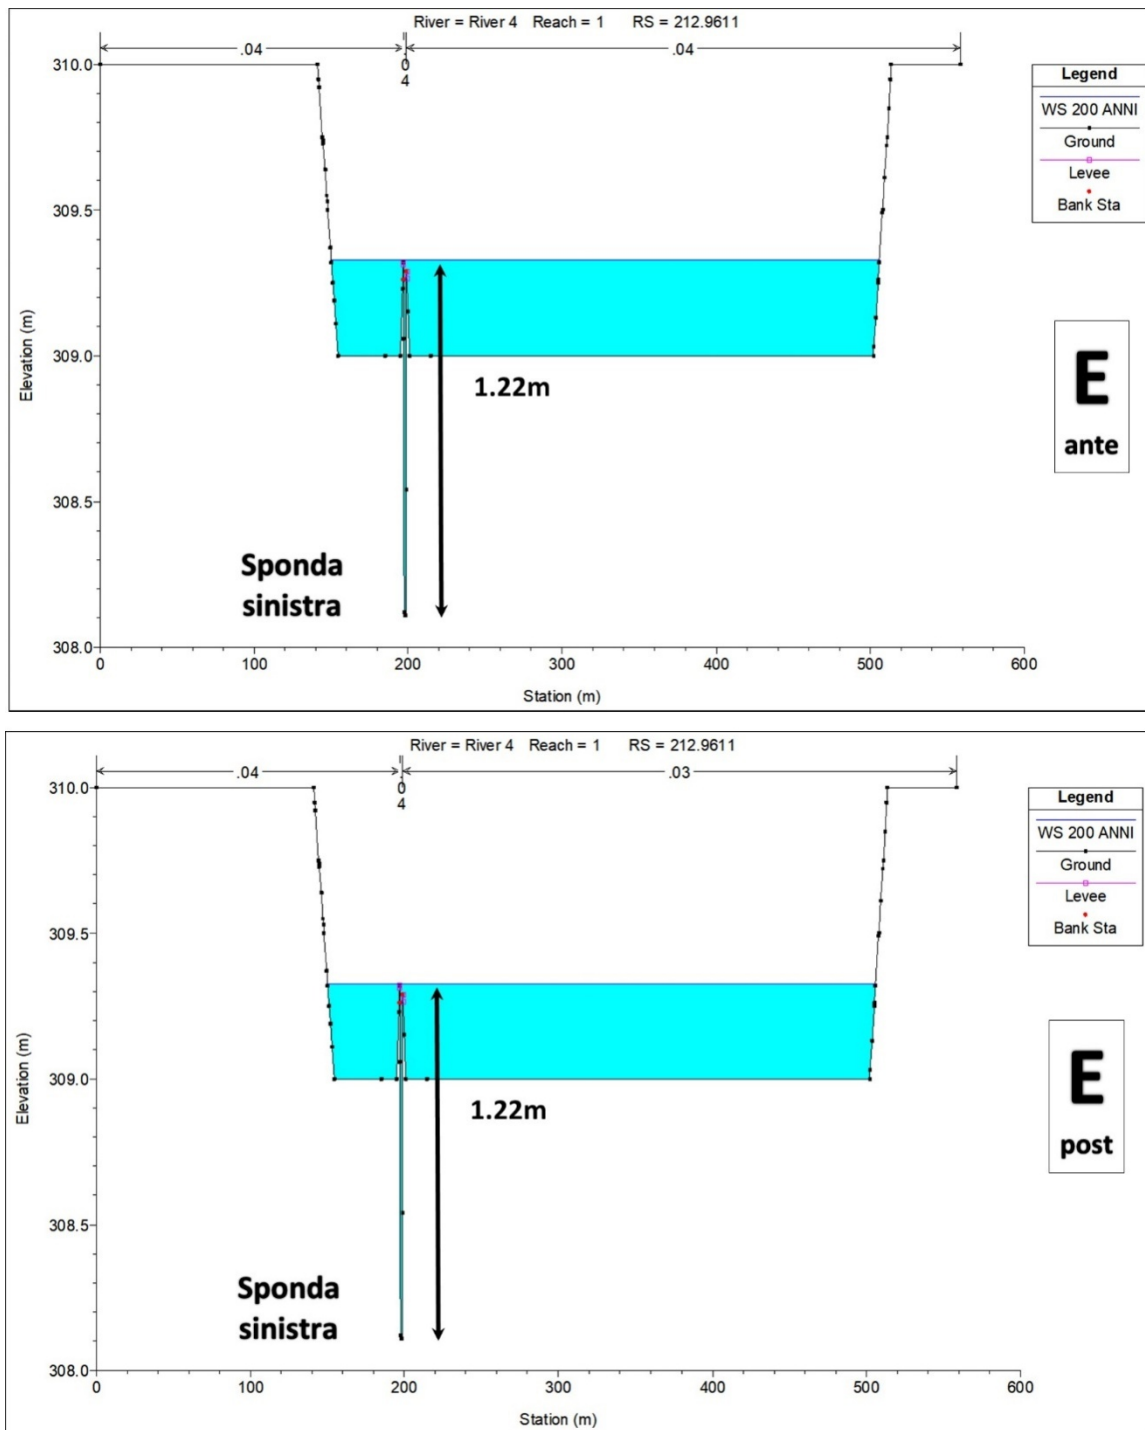 River = River 4 Reach = 1 RS = 212.9611
.04
.04
.04
Legend
WS 200 ANNI
Ground
Levee
Bank Sta
310.0
309.5
309.0
308.5
308.0
Elevation (m)
1.22m
E
ante
Sponda
sinistra
0
100
200
300
400
500
600
Station (m)
River = River 4 Reach = 1 RS = 212.9611
.04
.04
.03
Legend
WS 200 ANNI
Ground
Levee
Bank Sta
310.0
309.5
309.0
308.5
308.0
Elevation (m)
1.22m
E
post
Sponda
sinistra
0
100
200
300
400
500
600
Station (m)